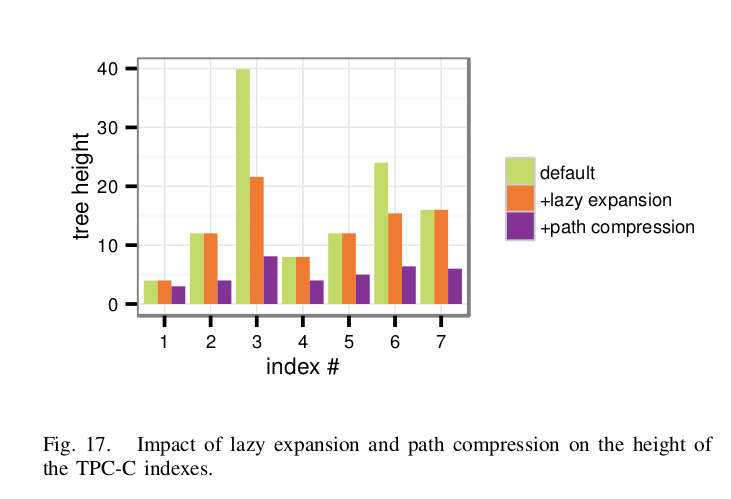 40
30
20
10
0
tree height
1 2 3 4 5 6 7
index #
default
+lazy expansion
+path compression
Fig. 17. Impact of lazy expansion and path compression on the height of
the TPC-C indexes.